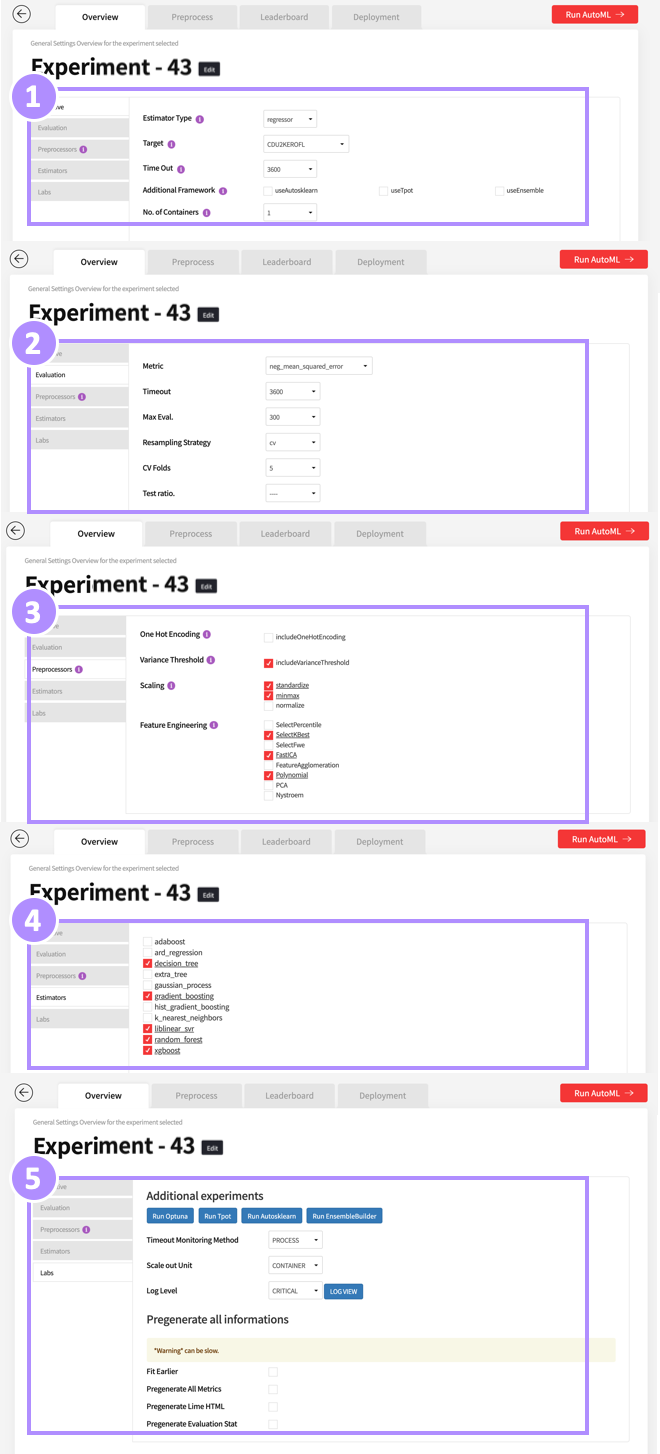 Overview Preprocess Leaderboard Deployment Run AutoML →
General Settings Overview for the experiment selected
Experiment - 43 Edit
1
Evaluation
Preprocessors i
Estimators
Labs
Estimator Type i regressor
Target i CDU2KEROFL
Time Out i 3600
Additional Framework i useAutosklearn useTpot useEnsemble
No. of Containers i 1
Overview Preprocess Leaderboard Deployment Run AutoML →
General Settings Overview for the experiment selected
Experiment - 43 Edit
2
Evaluation
Preprocessors i
Estimators
Labs
Metric neg_mean_squared_error
Timeout 3600
Max Eval. 300
Resampling Strategy cv
CV Folds 5
Test ratio. ----
Overview Preprocess Leaderboard Deployment Run AutoML →
General Settings Overview for the experiment selected
Experiment - 43 Edit
3
Evaluation
Preprocessors i
Estimators
Labs
One Hot Encoding i includeOneHotEncoding
Variance Threshold i includeVarianceThreshold
Scaling i standardize
minmax
normalize
Feature Engineering i SelectPercentile
SelectKBest
SelectFwe
FastICA
FeatureAgglomeration
Polynomial
PCA
Nystroem
Overview Preprocess Leaderboard Deployment Run AutoML →
General Settings Overview for the experiment selected
Experiment - 43 Edit
4
Evaluation
Preprocessors i
Estimators
Labs
adaboost
ard_regression
decision_tree
extra_tree
gaussian_process
gradient_boosting
hist_gradient_boosting
k_nearest_neighbors
liblinear_svr
random_forest
xgboost
Overview Preprocess Leaderboard Deployment Run AutoML →
General Settings Overview for the experiment selected
Experiment - 43 Edit
5
Evaluation
Preprocessors i
Estimators
Labs
Additional experiments
Run Optuna Run Tpot Run Autosklearn Run EnsembleBuilder
Timeout Monitoring Method PROCESS
Scale out Unit CONTAINER
Log Level CRITICAL LOG VIEW
Pregenerate all informations
"Warning" can be slow.
Fit Earlier
Pregenerate All Metrics
Pregenerate Lime HTML
Pregenerate Evaluation Stat